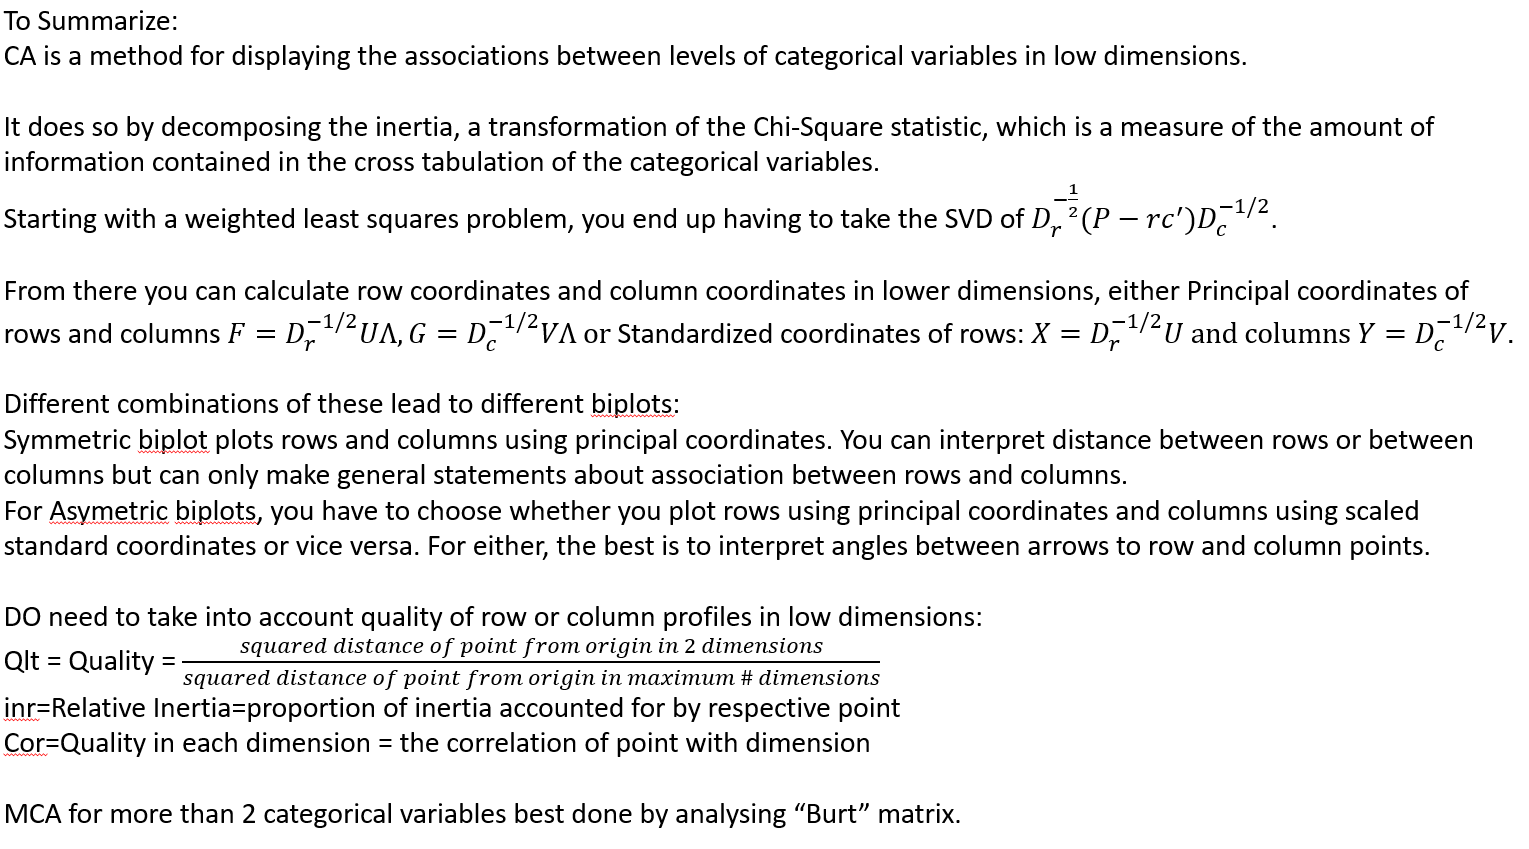 To Summarize:
CA is a method for displaying the associations between levels of categorical variables in low dimensions.
It does so by decomposing the inertia, a transformation of the Chi-Square statistic, which is a measure of the amount of
information contained in the cross tabulation of the categorical variables.
Starting with a weighted least squares problem, you end up having to take the SVD of $D_r^{-\frac{1}{2}}(P - rc')D_c^{-1/2}$.
From there you can calculate row coordinates and column coordinates in lower dimensions, either Principal coordinates of
rows and columns $F = D_r^{-1/2}U\Lambda, G = D_c^{-1/2}V\Lambda$ or Standardized coordinates of rows: $X = D_r^{-1/2}U$ and columns $Y = D_c^{-1/2}V$.
Different combinations of these lead to different biplots:
Symmetric biplot plots rows and columns using principal coordinates. You can interpret distance between rows or between
columns but can only make general statements about association between rows and columns.
For Asymetric biplots, you have to choose whether you plot rows using principal coordinates and columns using scaled
standard coordinates or vice versa. For either, the best is to interpret angles between arrows to row and column points.
DO need to take into account quality of row or column profiles in low dimensions:
Qlt = Quality = $\frac{squared\ distance\ of\ point\ from\ origin\ in\ 2\ dimensions}{squared\ distance\ of\ point\ from\ origin\ in\ maximum\ \#\ dimensions}$
inr=Relative Inertia=proportion of inertia accounted for by respective point
Cor=Quality in each dimension = the correlation of point with dimension
MCA for more than 2 categorical variables best done by analysing “Burt” matrix.